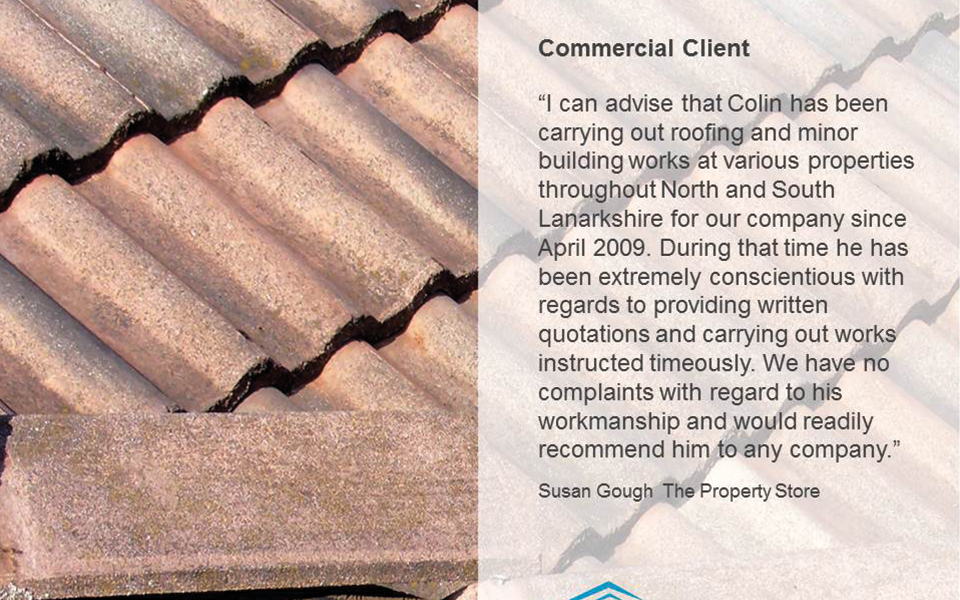 Commercial Client
“I can advise that Colin has been
carrying out roofing and minor
building works at various properties
throughout North and South
Lanarkshire for our company since
April 2009. During that time he has
been extremely conscientious with
regards to providing written
quotations and carrying out works
instructed timeously. We have no
complaints with regard to his
workmanship and would readily
recommend him to any company.”
Susan Gough The Property Store